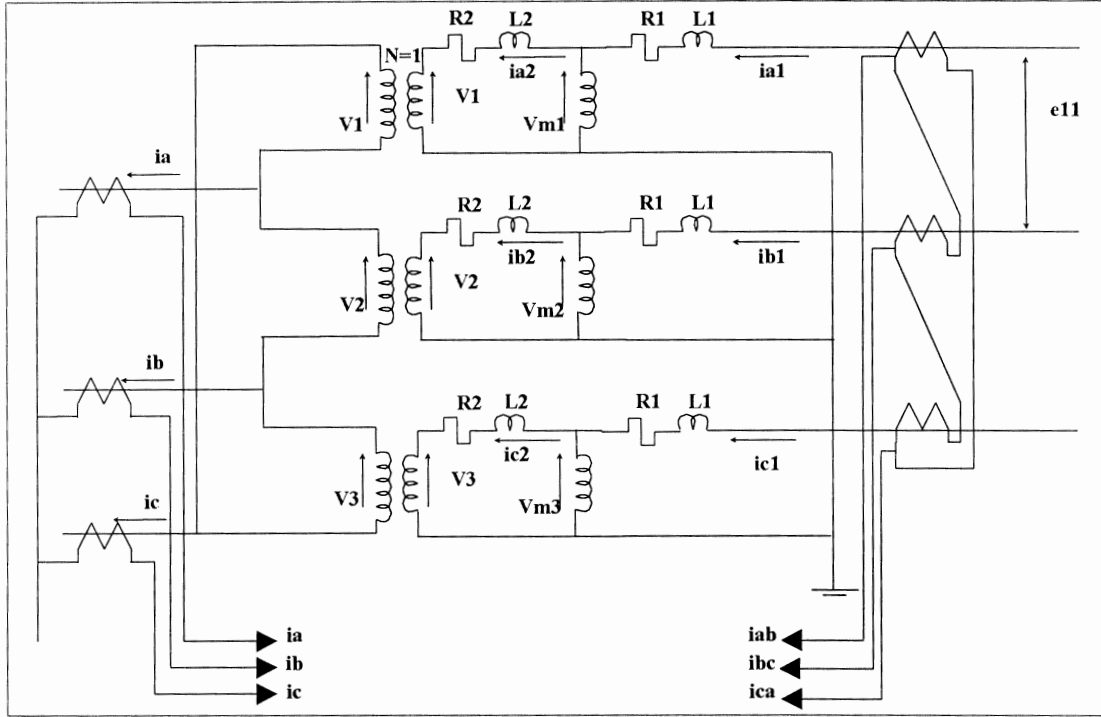 R2 L2 R1 L1
N=1
ia2 ia1
V1 V1 Vm1 e11
ia
R2 L2 R1 L1
ib2 ib1
V2 V2 Vm2
ib
R2 L2 R1 L1
ic2 ic1
V3 V3 Vm3
ic
ia iab
ib ibc
ic ica